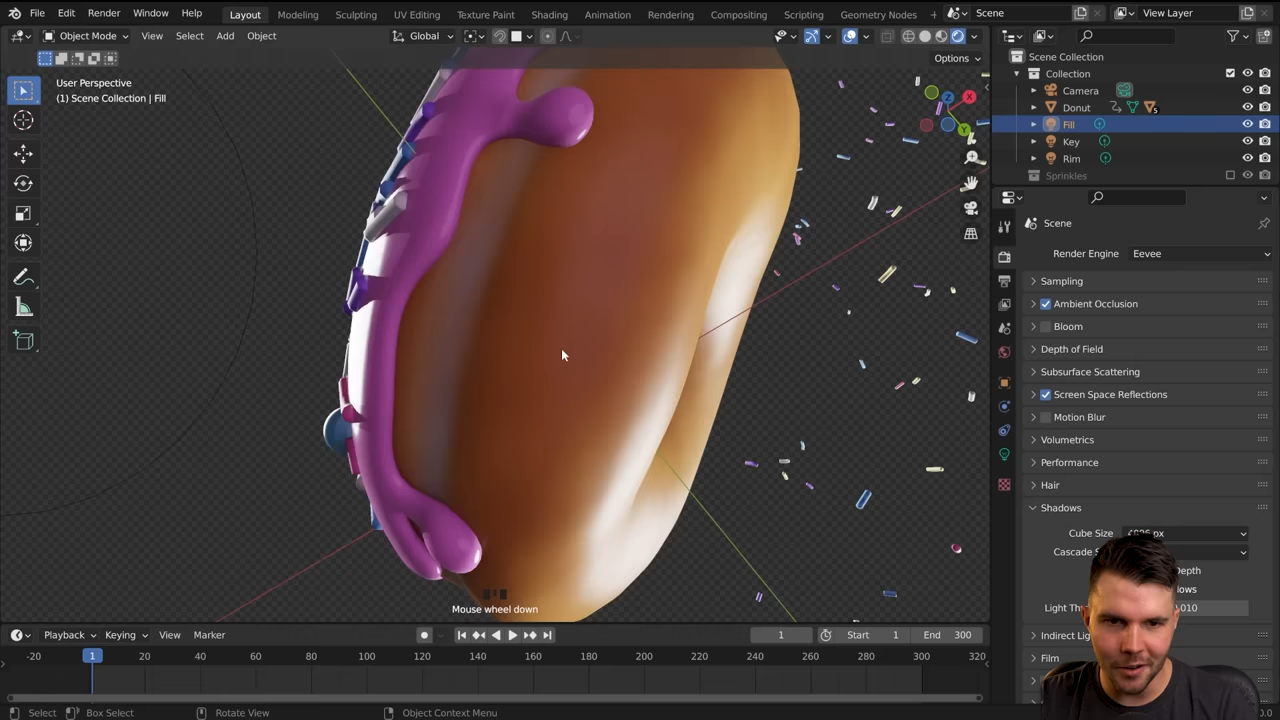 File Edit Render Window Help Layout Modeling Sculpting UV Editing Texture Paint Shading Animation Rendering Compositing Scripting Geometry Nodes + Scene View Layer
Object Mode View Select Add Object Global
Options
User Perspective
(1) Scene Collection | Fill
X
Y
Mouse wheel down
Scene Collection
Collection
Camera
Donut
5
Fill
Key
Rim
Sprinkles
Scene
Render Engine Eevee
Sampling
Ambient Occlusion
Bloom
Depth of Field
Subsurface Scattering
Screen Space Reflections
Motion Blur
Volumetrics
Performance
Hair
Shadows
Cube Size px
Cascade
Depth
Light
Film
Playback Keying View Marker 1 Start 1 End 300
-20 1 20 40 60 80 100 120 140 160 180 200 220 240 260 280 300 320
Select Box Select Rotate View Object Context Menu